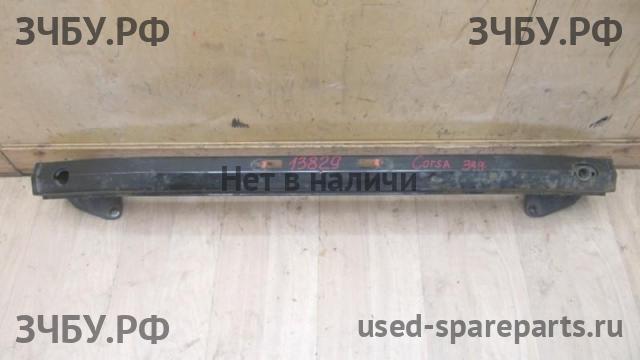 ЗЧБУ.РФ ЗЧБУ.РФ
13829 Corsa
Нет в наличи
ЗЧБУ.РФ used-spareparts.ru